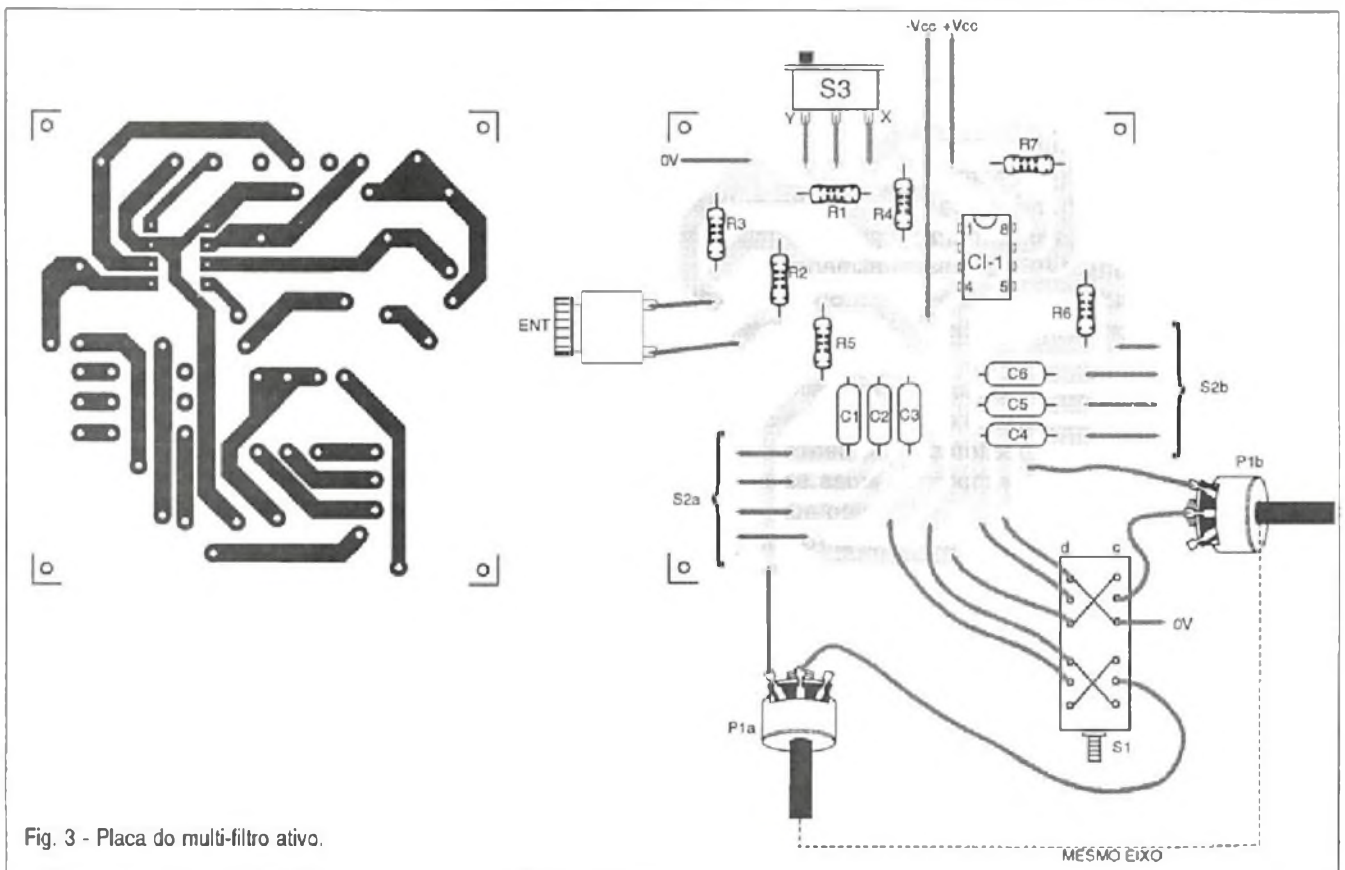 -Vcc +Vcc
S3
Y X
0V
R7
R1
R4
R3
1 8
CI-1
4 5
R2
ENT
R6
R5
C6
S2b
C1 C2 C3
C5
C4
P1b
S2a
d c
0V
P1a
S1
Fig. 3 - Placa do multi-filtro ativo.
MESMO EIXO